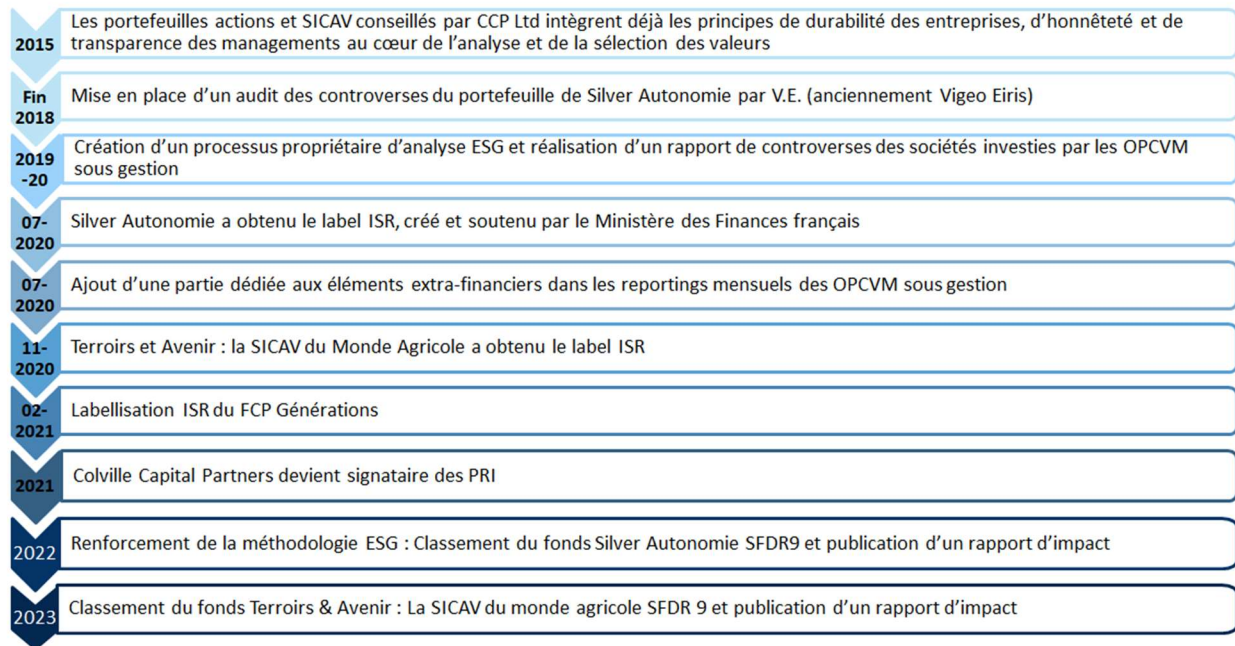 2015
Les portefeuilles actions et SICAV conseillés par CCP Ltd intègrent déjà les principes de durabilité des entreprises, d’honnêteté et de
transparence des managements au cœur de l’analyse et de la sélection des valeurs
Fin
2018
Mise en place d’un audit des controverses du portefeuille de Silver Autonomie par V.E. (anciennement Vigeo Eiris)
2019
-20
Création d’un processus propriétaire d’analyse ESG et réalisation d’un rapport de controverses des sociétés investies par les OPCVM
sous gestion
07-
2020
Silver Autonomie a obtenu le label ISR, créé et soutenu par le Ministère des Finances français
07-
2020
Ajout d’une partie dédiée aux éléments extra-financiers dans les reportings mensuels des OPCVM sous gestion
11-
2020
Terroirs et Avenir : la SICAV du Monde Agricole a obtenu le label ISR
02-
2021
Labellisation ISR du FCP Générations
2021
Colville Capital Partners devient signataire des PRI
2022
Renforcement de la méthodologie ESG : Classement du fonds Silver Autonomie SFDR9 et publication d’un rapport d’impact
2023
Classement du fonds Terroirs & Avenir : La SICAV du monde agricole SFDR 9 et publication d’un rapport d’impact